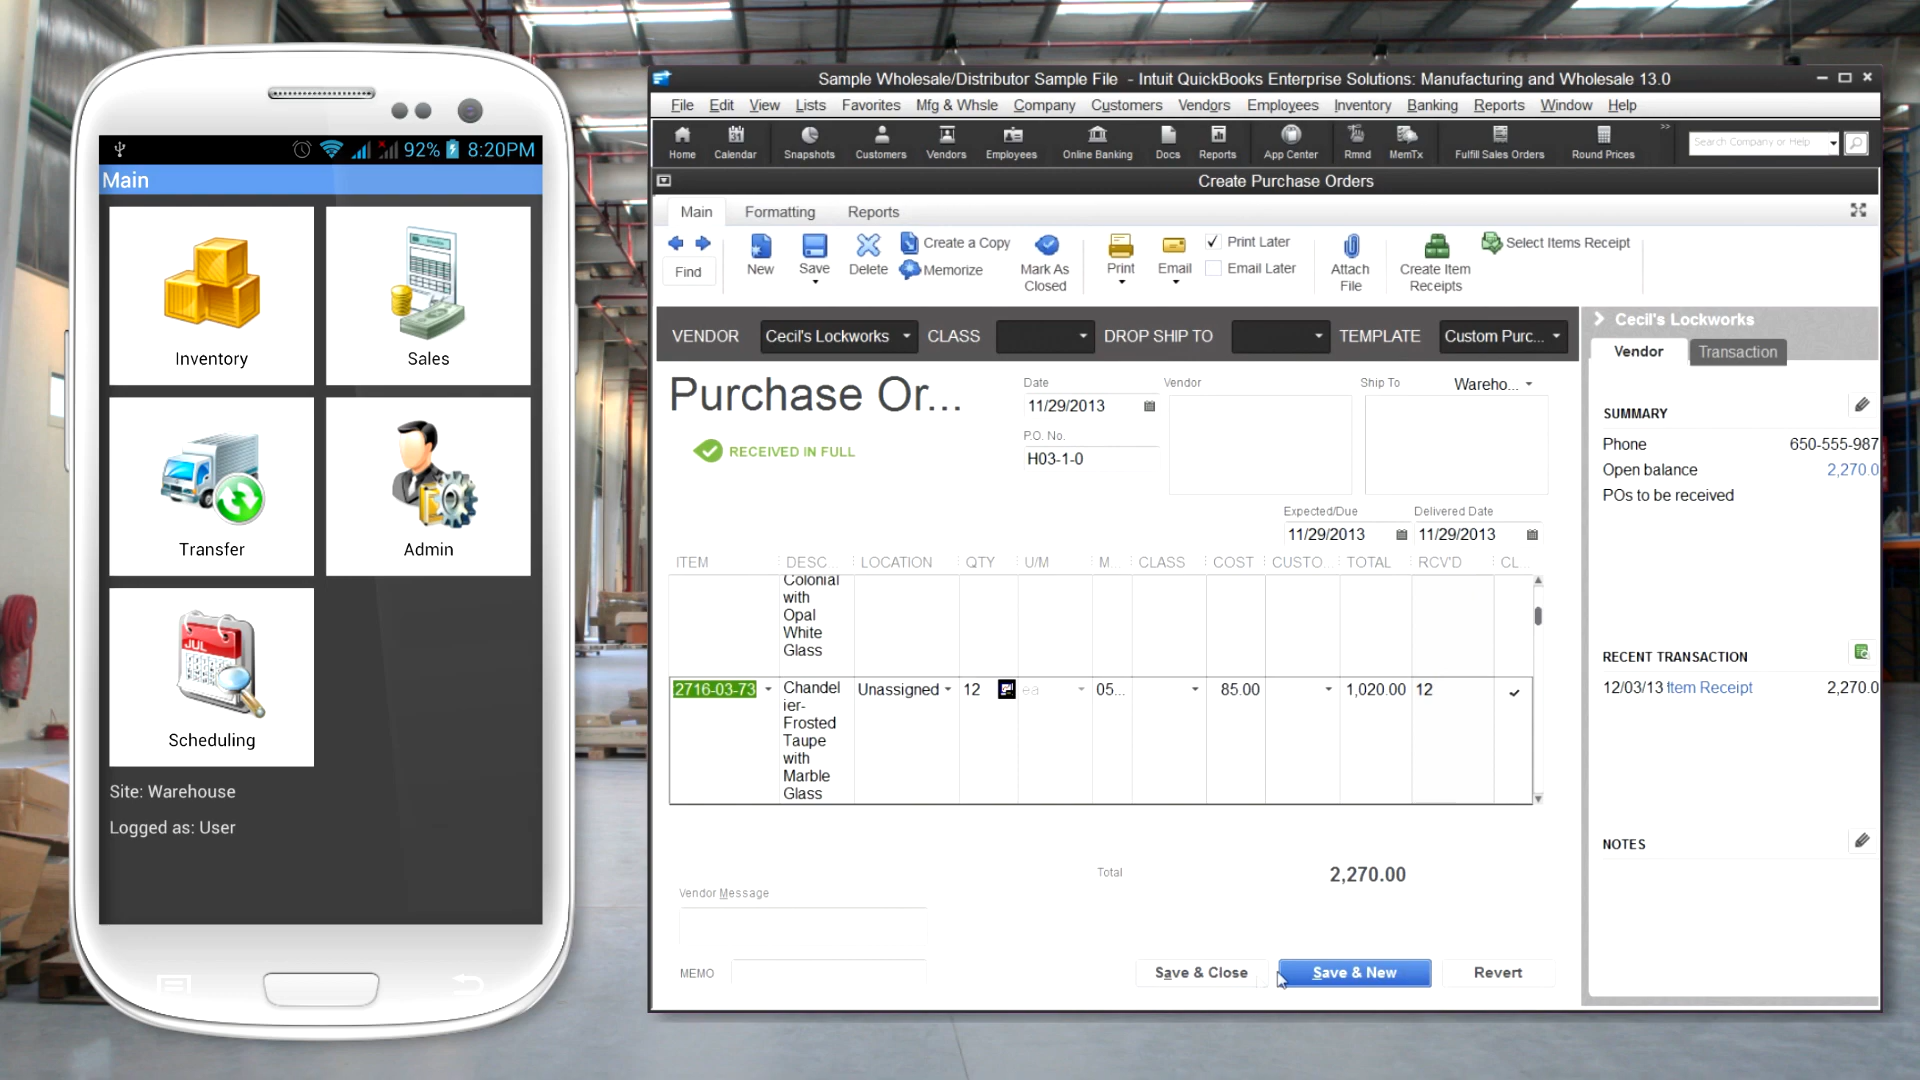 92% 8:20PM
Main
Inventory
Sales
Transfer
Admin
Scheduling
Site: Warehouse
Logged as: User
Sample Wholesale/Distributor Sample File - Intuit QuickBooks Enterprise Solutions: Manufacturing and Wholesale 13.0
File Edit View Lists Favorites Mfg & Whsle Company Customers Vendors Employees Inventory Banking Reports Window Help
Home Calendar Snapshots Customers Vendors Employees Online Banking Docs Reports App Center Rmnd MemTx Fulfill Sales Orders Round Prices
Search Company or Help
Create Purchase Orders
Main Formatting Reports
Find
New
Save
Delete
Create a Copy
Memorize
Mark As
Closed
Print
Email
Print Later
Email Later
Attach
File
Create Item
Receipts
Select Items Receipt
VENDOR Cecil's Lockworks CLASS DROP SHIP TO TEMPLATE Custom Purc...
Purchase Or...
RECEIVED IN FULL
Date
11/29/2013
P.O. No.
H03-1-0
Vendor
Ship To Wareho...
Expected/Due
11/29/2013
Delivered Date
11/29/2013
ITEM DESC... LOCATION QTY U/M M... CLASS COST CUSTO... TOTAL RCV'D CL...
Colonial
with
Opal
White
Glass
2716-03-73 Chandel Unassigned 12 ea 05... 85.00 1,020.00 12
ier-
Frosted
Taupe
with
Marble
Glass
Total 2,270.00
Vendor Message
MEMO
Save & Close Save & New Revert
Cecil's Lockworks
Vendor Transaction
SUMMARY
Phone 650-555-987
Open balance 2,270.0
POs to be received
RECENT TRANSACTION
12/03/13 Item Receipt 2,270.0
NOTES